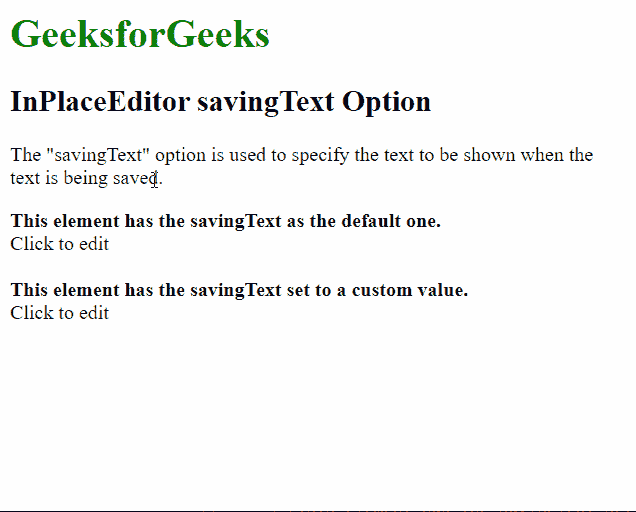 GeeksforGeeks
InPlaceEditor savingText Option
The "savingText" option is used to specify the text to be shown when the
text is being saved.
This element has the savingText as the default one.
Click to edit
This element has the savingText set to a custom value.
Click to edit